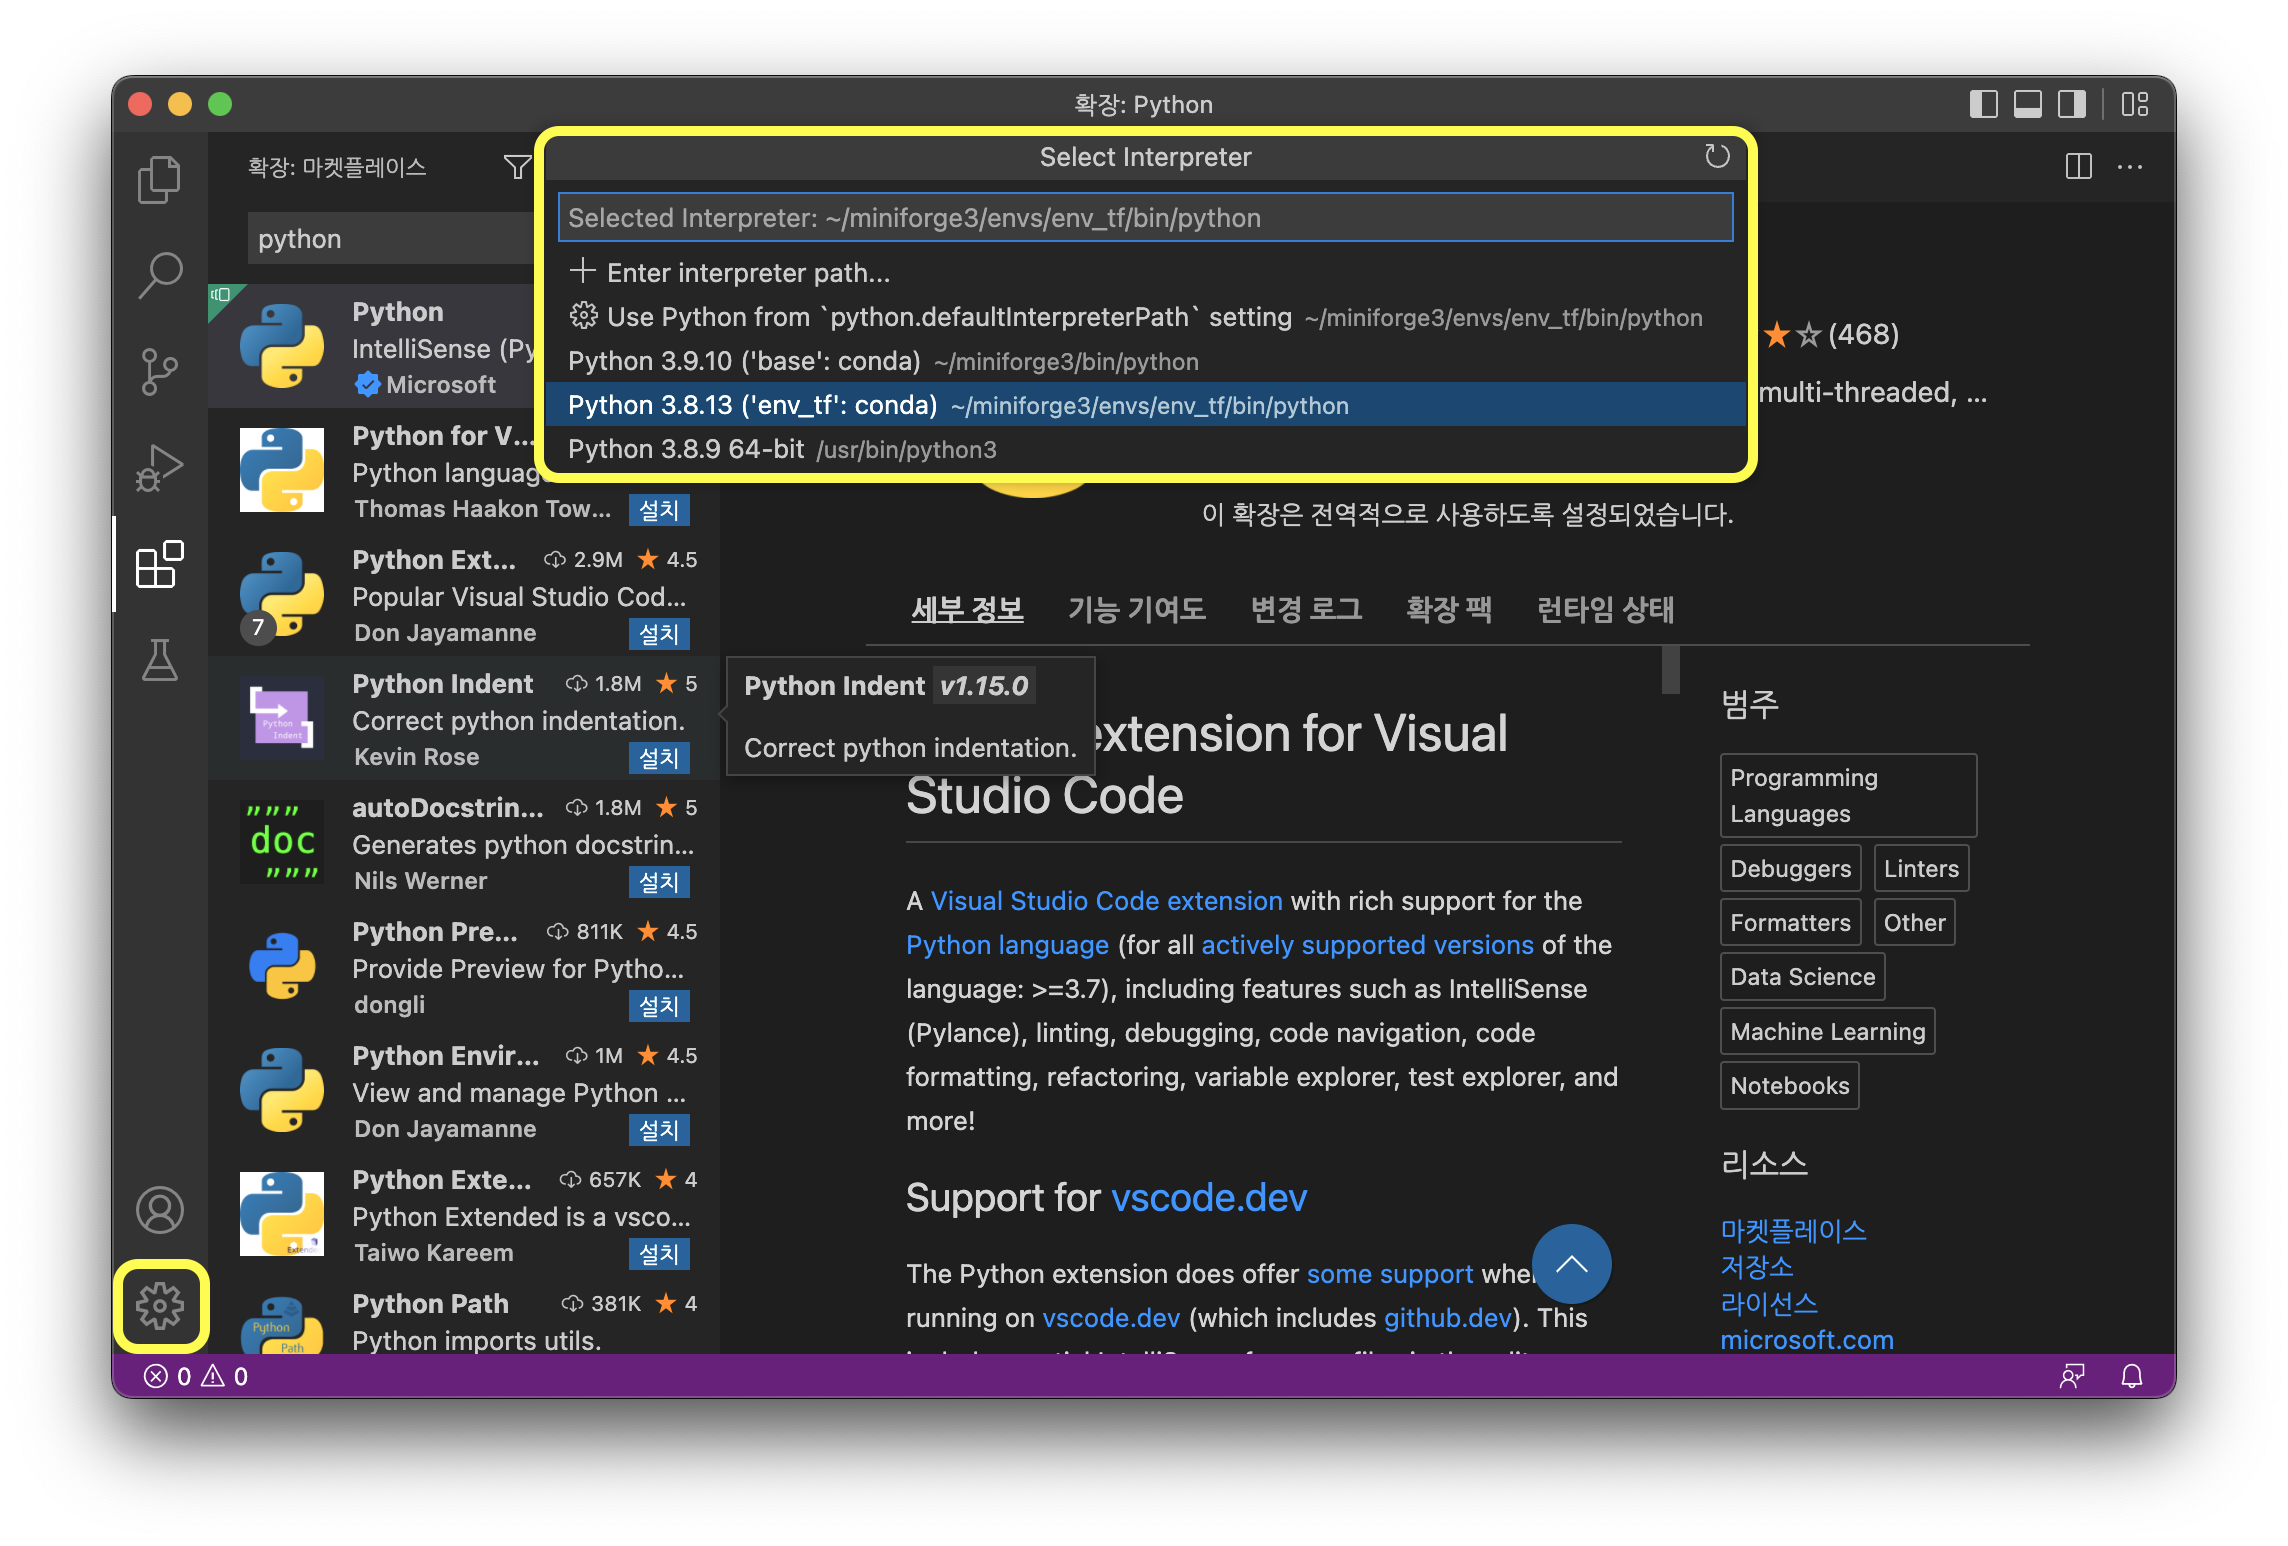 확장: Python
확장: 마켓플레이스
python
Select Interpreter
Selected Interpreter: ~/miniforge3/envs/env_tf/bin/python
Enter interpreter path...
Use Python from `python.defaultInterpreterPath` setting ~/miniforge3/envs/env_tf/bin/python
Python 3.9.10 ('base': conda) ~/miniforge3/bin/python
Python 3.8.13 ('env_tf': conda) ~/miniforge3/envs/env_tf/bin/python
Python 3.8.9 64-bit /usr/bin/python3
Python
IntelliSense (Py
Microsoft
Python for V...
Python languag
Thomas Haakon Tow... 설치
Python Ext... 2.9M ★ 4.5
Popular Visual Studio Cod...
7
Don Jayamanne 설치
Python Indent 1.8M ★ 5
Correct python indentation.
Python
Indent
Kevin Rose 설치
autoDocstrin... 1.8M ★ 5
"""
doc
"""
Generates python docstrin...
Nils Werner 설치
Python Pre... 811K ★ 4.5
Provide Preview for Pytho...
dongli 설치
Python Envir... 1M ★ 4.5
View and manage Python ...
Don Jayamanne 설치
Python Exte... 657K ★ 4
Python Extended is a vsco...
Taiwo Kareem 설치
Python Path 381K ★ 4
Python imports utils.
Python
Path
0 0
★☆ (468)
multi-threaded, ...
이 확장은 전역적으로 사용하도록 설정되었습니다.
세부 정보 기능 기여도 변경 로그 확장 팩 런타임 상태
Python Indent v1.15.0
Correct python indentation.
extension for Visual
Studio Code
A Visual Studio Code extension with rich support for the
Python language (for all actively supported versions of the
language: >=3.7), including features such as IntelliSense
(Pylance), linting, debugging, code navigation, code
formatting, refactoring, variable explorer, test explorer, and
more!
Support for vscode.dev
The Python extension does offer some support whe
running on vscode.dev (which includes github.dev). This
범주
Programming
Languages
Debuggers Linters
Formatters Other
Data Science
Machine Learning
Notebooks
리소스
마켓플레이스
저장소
라이선스
microsoft.com